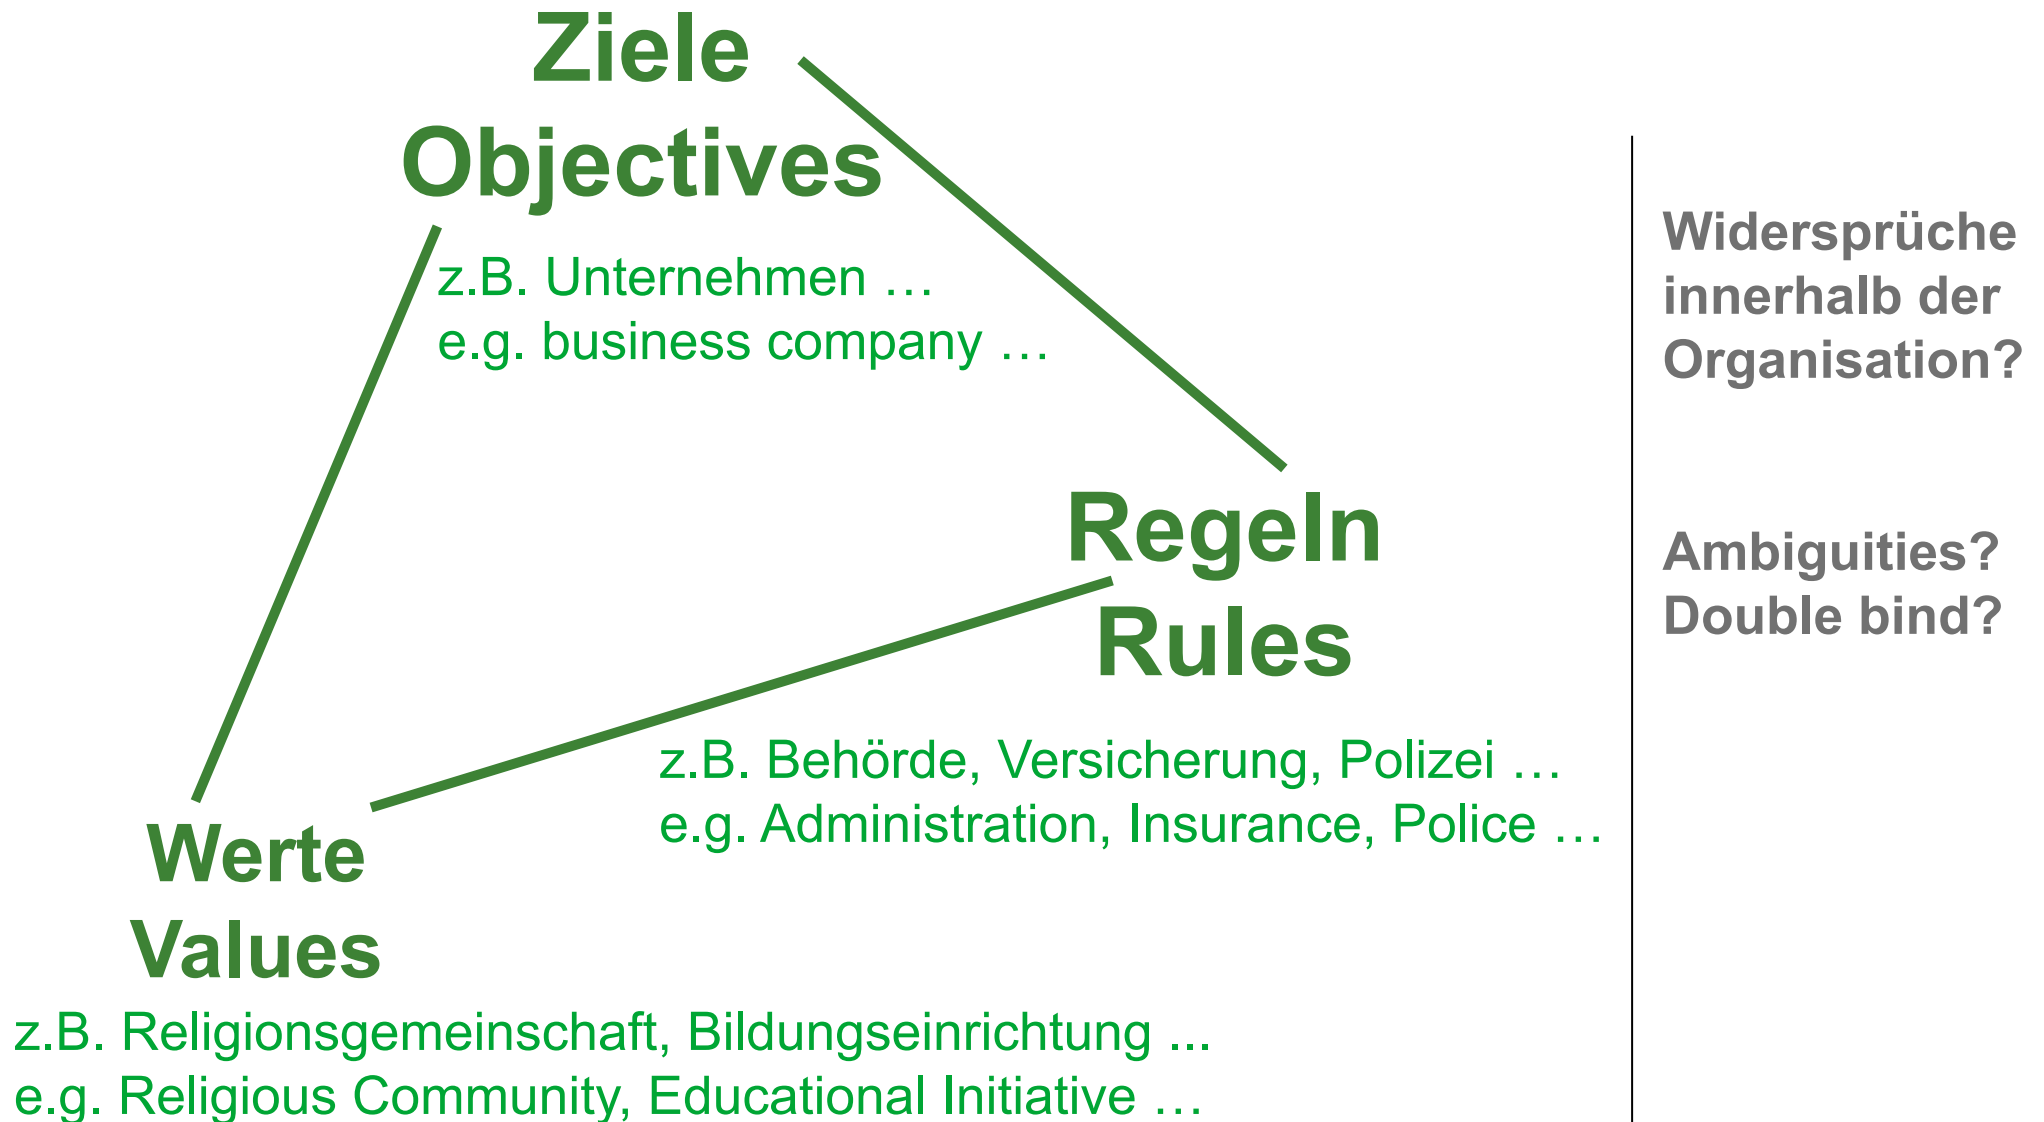 Ziele
Objectives
z.B. Unternehmen …
e.g. business company …
Regeln
Rules
z.B. Behörde, Versicherung, Polizei …
e.g. Administration, Insurance, Police …
Werte
Values
z.B. Religionsgemeinschaft, Bildungseinrichtung ...
e.g. Religious Community, Educational Initiative …
Widersprüche
innerhalb der
Organisation?
Ambiguities?
Double bind?